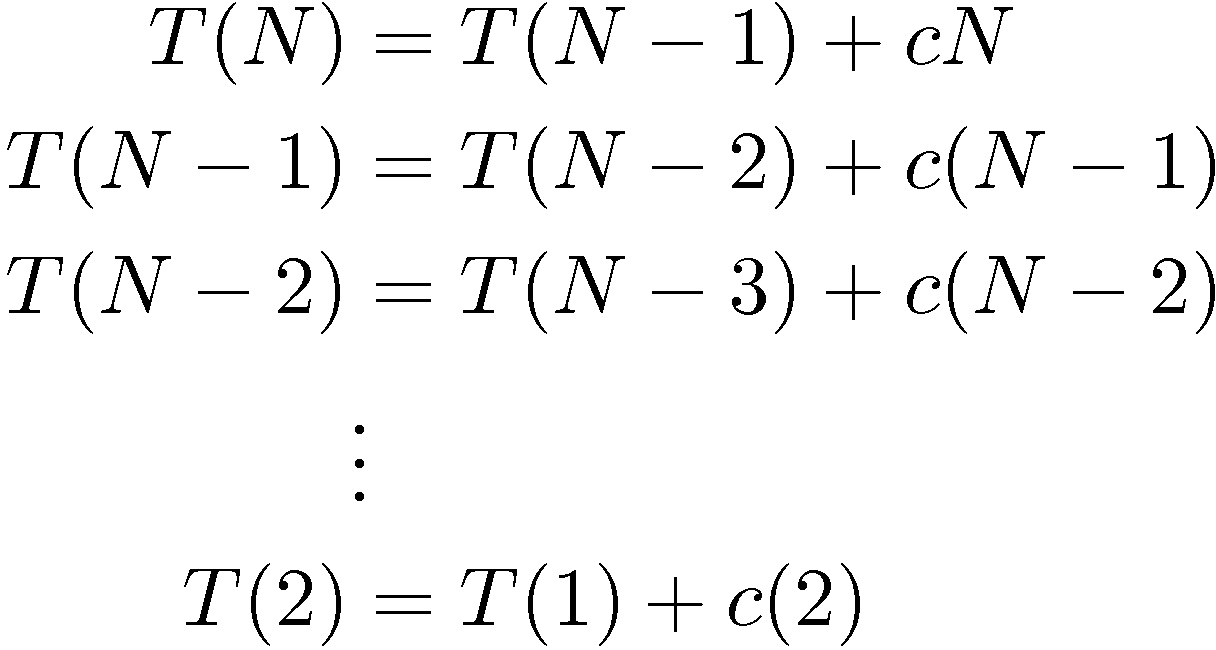 T(N) = T(N − 1) + cN
T(N − 1) = T(N − 2) + c(N − 1)
T(N − 2) = T(N − 3) + c(N − 2)
⋮
T(2) = T(1) + c(2)